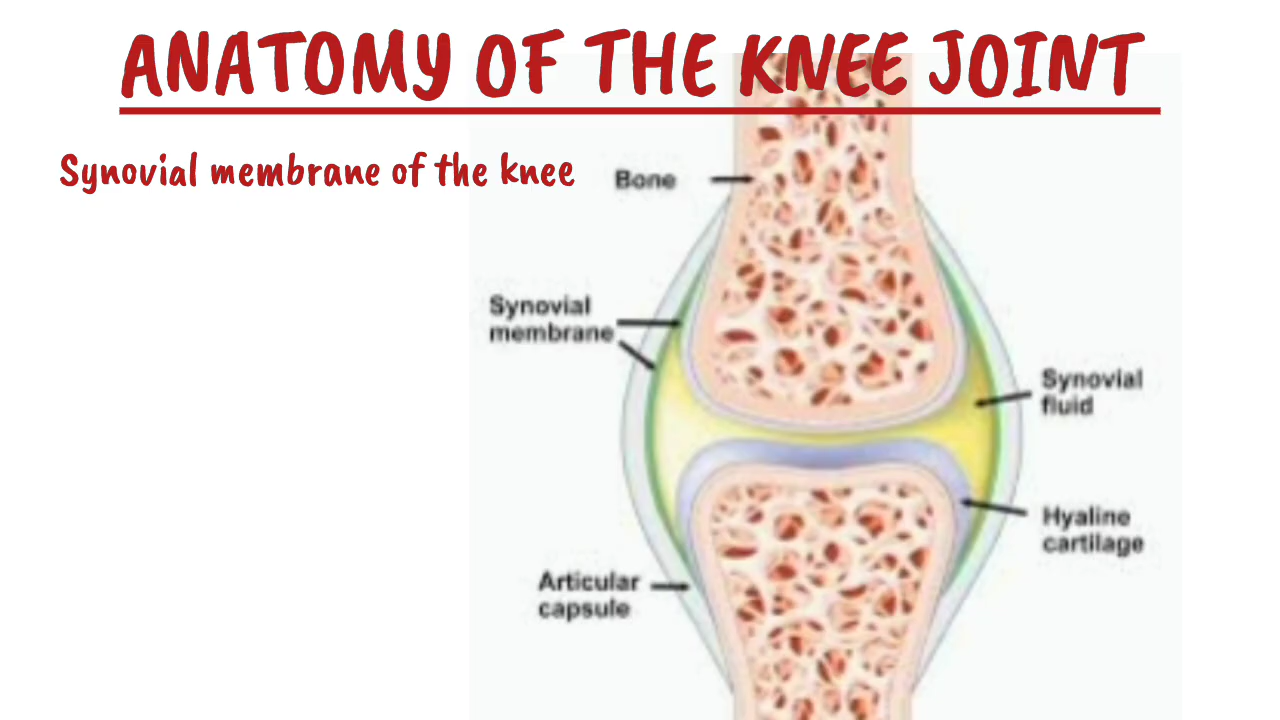 ANATOMY OF THE KNEE JOINT
Synovial membrane of the knee
Bone
Synovial
membrane
Synovial
fluid
Hyaline
cartilage
Articular
capsule